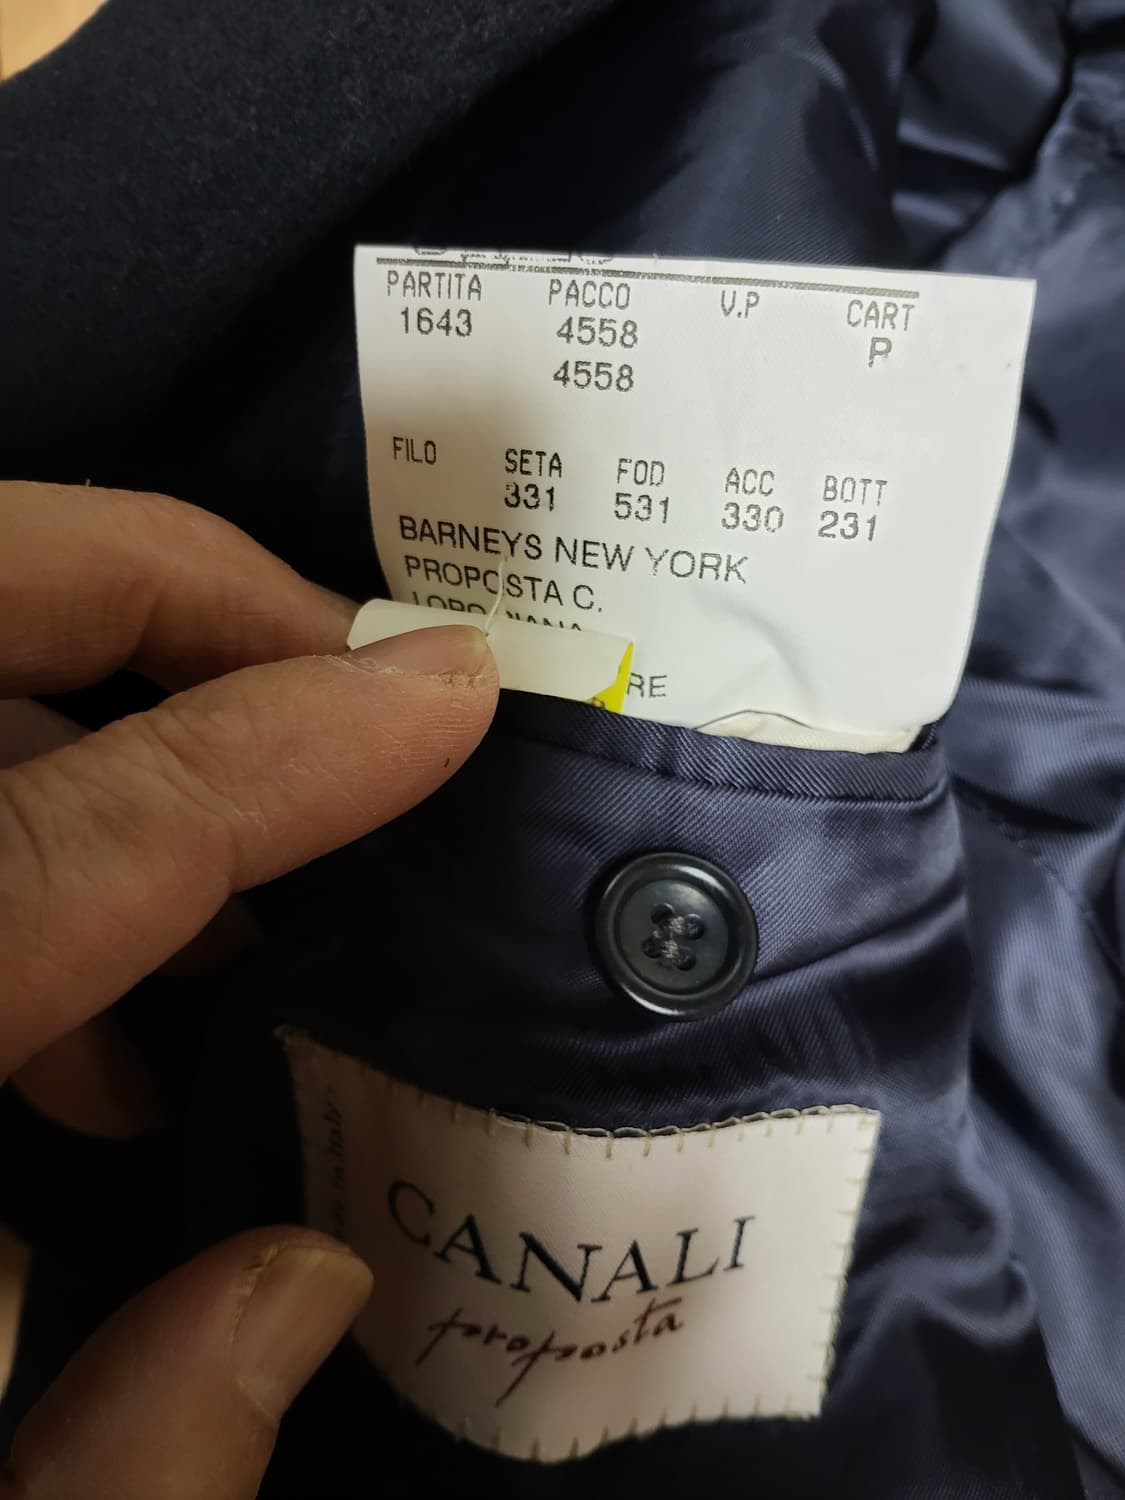 PARTITA PACCO V.P CART
1643 4558 P
4558
FILO SETA FOD ACC BOTT
331 531 330 231
BARNEYS NEW YORK
PROPOSTA C.
RE
CANALI
proposta